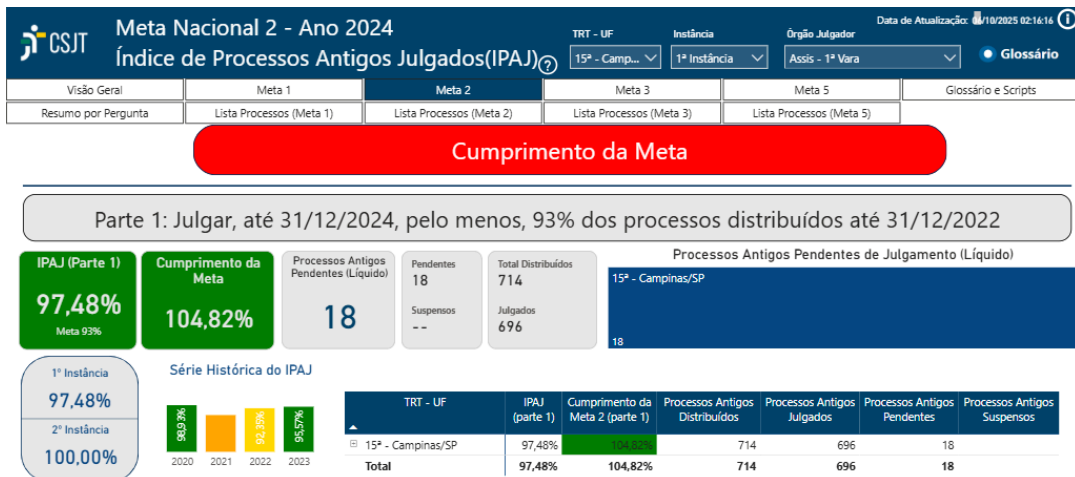 CSJT
Meta Nacional 2 - Ano 2024
Índice de Processos Antigos Julgados(IPAJ)
TRT - UF
15ª - Camp...
Instância
1ª Instância
Órgão Julgador
Assis - 1ª Vara
Data de Atualização: /10/2025 02:16:16
Glossário
Visão Geral
Meta 1
Meta 2
Meta 3
Meta 5
Glossário e Scripts
Resumo por Pergunta
Lista Processos (Meta 1)
Lista Processos (Meta 2)
Lista Processos (Meta 3)
Lista Processos (Meta 5)
Cumprimento da Meta
Parte 1: Julgar, até 31/12/2024, pelo menos, 93% dos processos distribuídos até 31/12/2022
IPAJ (Parte 1)
97,48%
Meta 93%
Cumprimento da
Meta
104,82%
Processos Antigos
Pendentes (Líquido)
18
Pendentes
18
Suspensos
--
Total Distribuídos
714
Julgados
696
Processos Antigos Pendentes de Julgamento (Líquido)
15ª - Campinas/SP
18
1° Instância
97,48%
2° Instância
100,00%
Série Histórica do IPAJ
98,93%
92,35%
95,57%
2020 2021 2022 2023
TRT - UF
IPAJ
(parte 1)
Cumprimento da
Meta 2 (parte 1)
Processos Antigos
Distribuídos
Processos Antigos
Julgados
Processos Antigos
Pendentes
Processos Antigos
Suspensos
15ª - Campinas/SP 97,48% 104,82% 714 696 18
Total 97,48% 104,82% 714 696 18